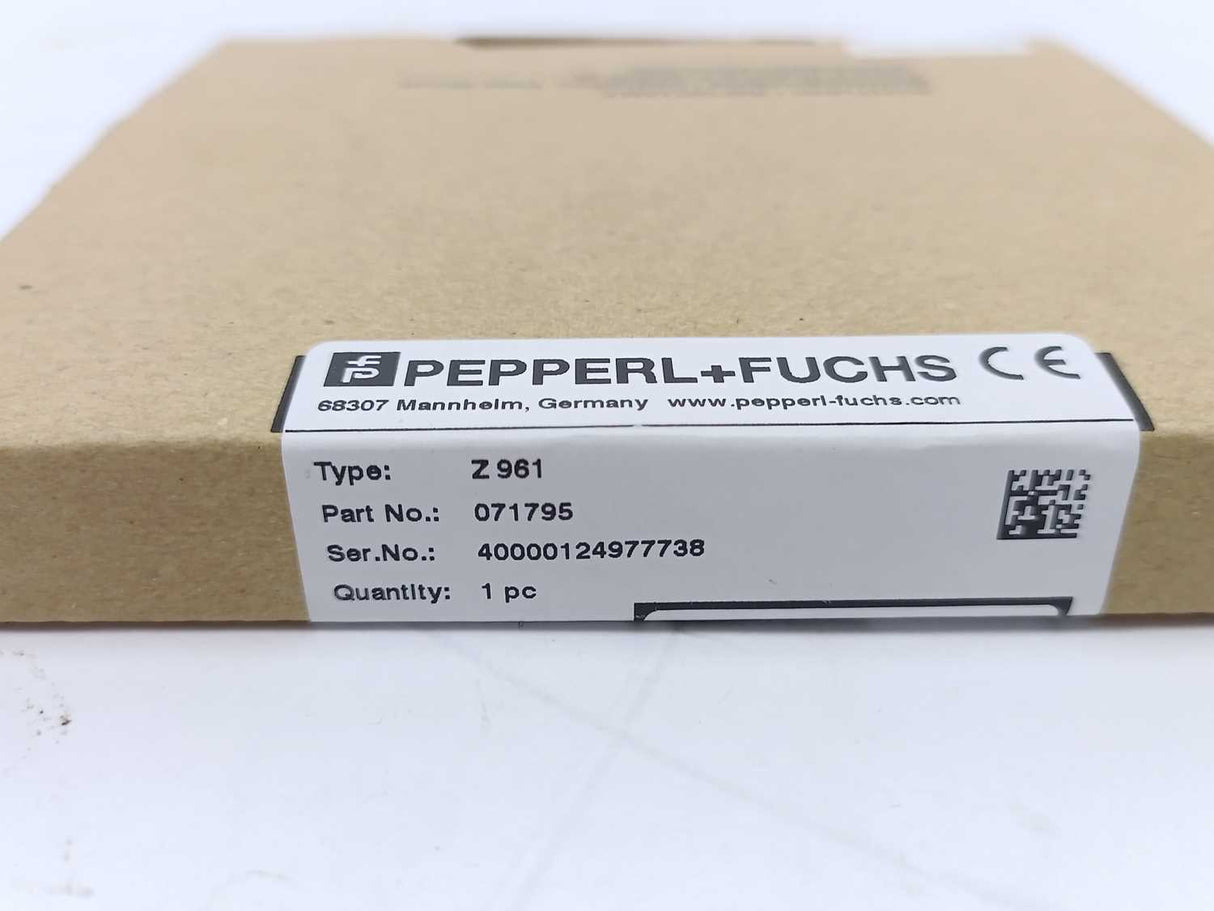 PEPPERL+FUCHS CE
68307 Mannheim, Germany www.pepperl-fuchs.com
Type: Z 961
Part No.: 071795
Ser.No.: 40000124977738
Quantity: 1 pc